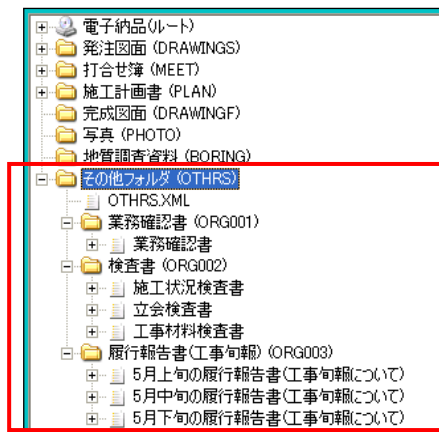 電子納品(ルート)
発注図面 (DRAWINGS)
打合せ簿 (MEET)
施工計画書 (PLAN)
完成図面 (DRAWINGF)
写真 (PHOTO)
地質調査資料 (BORING)
その他フォルダ (OTHRS)
OTHRS.XML
業務確認書 (ORG001)
業務確認書
検査書 (ORG002)
施工状況検査書
立会検査書
工事材料検査書
履行報告書(工事旬報) (ORG003)
5月上旬の履行報告書(工事旬報について)
5月中旬の履行報告書(工事旬報について)
5月下旬の履行報告書(工事旬報について)